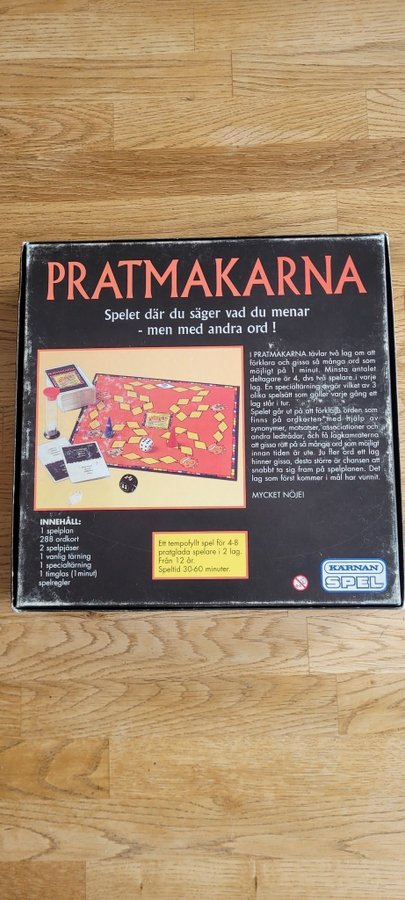 PRATMAKARNA
Spelet där du säger vad du menar
- men med andra ord !
I PRATMAKARNA tävlar två lag om att
förklara och gissa så många ord som
möjligt på 1 minut. Minsta antalet
deltagare är 4, dvs två spelare i varje
lag. En specialtärning avgör vilket av 3
olika spelsätt som gäller varje gång ett
lag står i tur.
Spelet går ut på att förklara orden som
finns på ordkorten med hjälp av
synonymer, motsatser, associationer och
andra ledtrådar, och få lagkamraterna
att gissa rätt på så många ord som möjligt
innan tiden är ute. Ju fler ord ett lag
hinner gissa, desto större är chansen att
snabbt ta sig fram på spelplanen. Det
lag som först kommer i mål har vunnit.
MYCKET NÖJE!
INNEHÅLL:
1 spelplan
288 ordkort
2 spelpjäser
1 vanlig tärning
1 specialtärning
1 timglas (1minut)
spelregler
Ett tempofyllt spel för 4-8
pratglada spelare i 2 lag.
Från 12 år.
Speltid 30-60 minuter.
KÄRNAN
SPEL